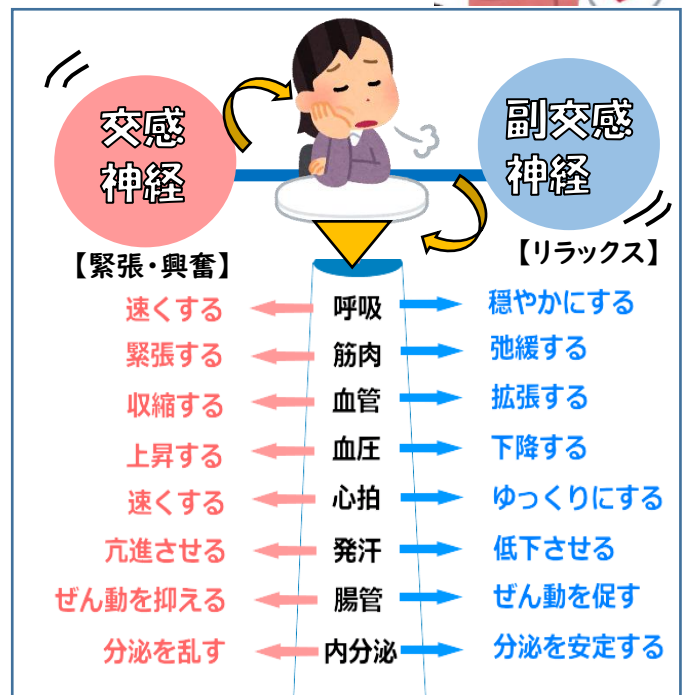 交感
神経
副交感
神経
【緊張・興奮】
【リラックス】
速くする 呼吸 穏やかにする
緊張する 筋肉 弛緩する
収縮する 血管 拡張する
上昇する 血圧 下降する
速くする 心拍 ゆっくりにする
亢進させる 発汗 低下させる
ぜん動を抑える 腸管 ぜん動を促す
分泌を乱す 内分泌 分泌を安定する